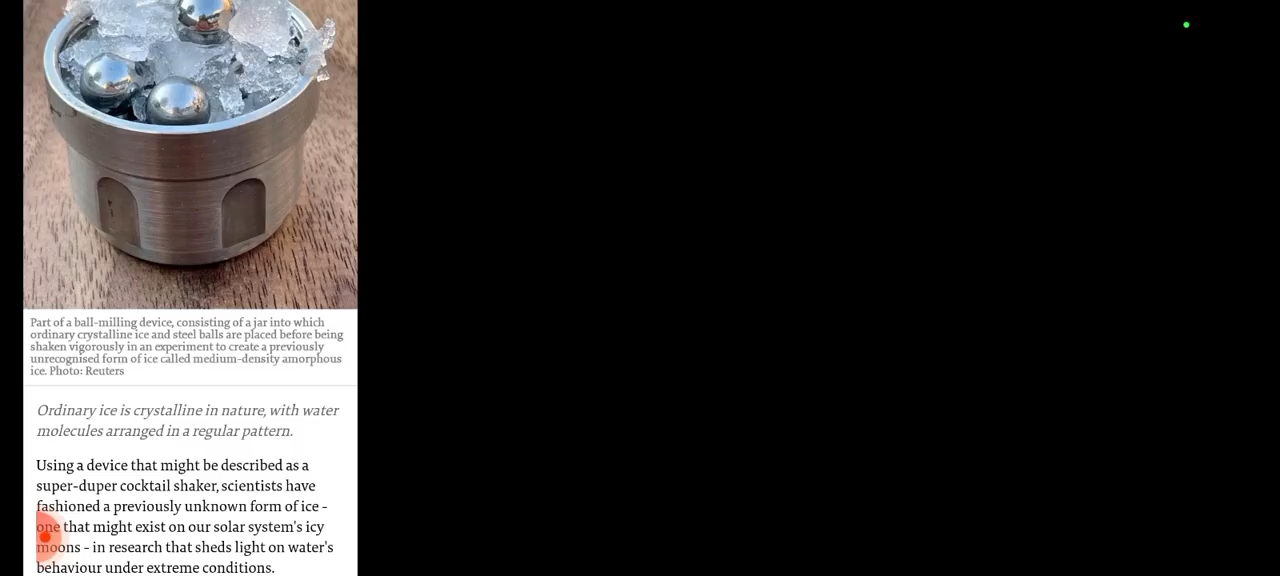 Part of a ball-milling device, consisting of a jar into which
ordinary crystalline ice and steel balls are placed before being
shaken vigorously in an experiment to create a previously
unrecognised form of ice called medium-density amorphous
ice. Photo: Reuters
Ordinary ice is crystalline in nature, with water
molecules arranged in a regular pattern.
Using a device that might be described as a
super-duper cocktail shaker, scientists have
fashioned a previously unknown form of ice -
one that might exist on our solar system's icy
moons - in research that sheds light on water's
behaviour under extreme conditions.